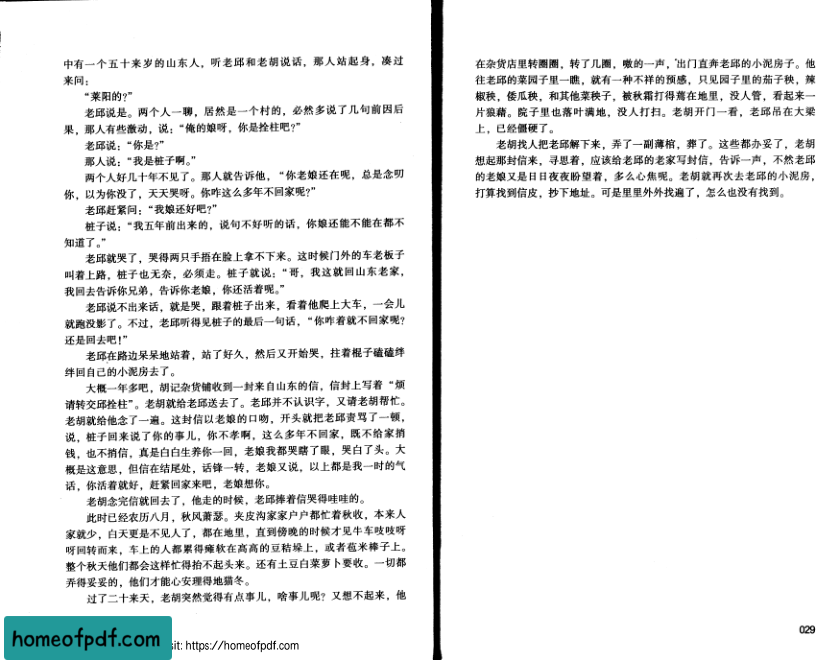 中有一个五十来岁的山东人，听老邱和老胡说话，那人站起身，凑过
来问：
“莱阳的？”
老邱说是。两个人一聊，居然是一个村的，必然多说了几句前因后
果，那人有些激动，说：“俺的娘呀，你是拴柱吧？”
老邱说：“你是？”
那人说：“我是桩子啊。”
两个人好几十年不见了。那人就告诉他，“你老娘还在呢，总是念叨
你，以为你没了，天天哭呀。你咋这么多年不回家呢？”
老邱赶紧问：“我娘还好吧？”
桩子说：“我五年前出来的，说句不好听的话，你娘还能不能在都不
知道了。”
老邱就哭了，哭得两只手捂在脸上拿不下来。这时候门外的车老板子
叫着上路，桩子也无奈，必须走。桩子就说：“哥，我这就回山东老家，
我回去告诉你兄弟，告诉你老娘，你还活着呢。”
老邱说不出来话，就是哭，跟着桩子出来，看着他爬上大车，一会儿
就跑没影了。不过，老邱听得见桩子的最后一句话，“你咋着就不回家呢？
还是回去吧！”
老邱在路边呆呆地站着，站了好久，然后又开始哭，拄着棍子磕磕绊
绊回自己的小泥房去了。
大概一年多吧，胡记杂货铺收到一封来自山东的信，信封上写着“烦
请转交邱拴柱”。老胡就给老邱送去了。老邱并不认识字，又请老胡帮忙。
老胡就给他念了一遍。这封信以老娘的口吻，开头就把老邱责骂了一顿，
说，桩子回来说了你的事儿，你不孝啊，这么多年不回家，既不给家捎
钱，也不捎信，真是白白生养你一回，老娘我都哭瞎了眼，哭白了头。大
概是这意思，但信在结尾处，话锋一转，老娘又说，以上都是我一时的气
话，你活着就好，赶紧回家来吧，老娘想你。
老胡念完信就回去了，他走的时候，老邱捧着信哭得哇哇的。
此时已经农历八月，秋风萧瑟。夹皮沟家家户户都忙着秋收，本来人
家就少，白天更是不见人了，都在地里，直到傍晚的时候才见牛车吱吱呀
呀回转而来，车上的人都累得瘫软在高高的豆秸垛上，或者苞米棒子上。
整个秋天他们都会这样忙得抬不起头来。还有土豆白菜萝卜要收。一切都
弄得妥妥的，他们才能心安理得地猫冬。
过了二十来天，老胡突然觉得有点事儿，啥事儿呢？又想不起来，他
在杂货店里转圈圈，转了几圈，嗷的一声，出门直奔老邱的小泥房子。他
往老邱的菜园子里一瞧，就有一种不祥的预感，只见园子里的茄子秧，辣
椒秧，倭瓜秧，和其他菜秧子，被秋霜打得蔫在地里，没人管，看起来一
片狼藉。院子里也落叶满地，没人打扫。老胡开门一看，老邱吊在大梁
上，已经僵硬了。
老胡找人把老邱解下来，弄了一副薄棺，葬了。这些都办妥了，老胡
想起那封信来，寻思着，应该给老邱的老家写封信，告诉一声，不然老邱
的老娘又是日日夜夜盼望着，多么心焦呢。老胡就再次去老邱的小泥房，
打算找到信皮，抄下地址。可是里里外外找遍了，怎么也没有找到。
029
homeofpdf.com
sit: https://homeofpdf.com